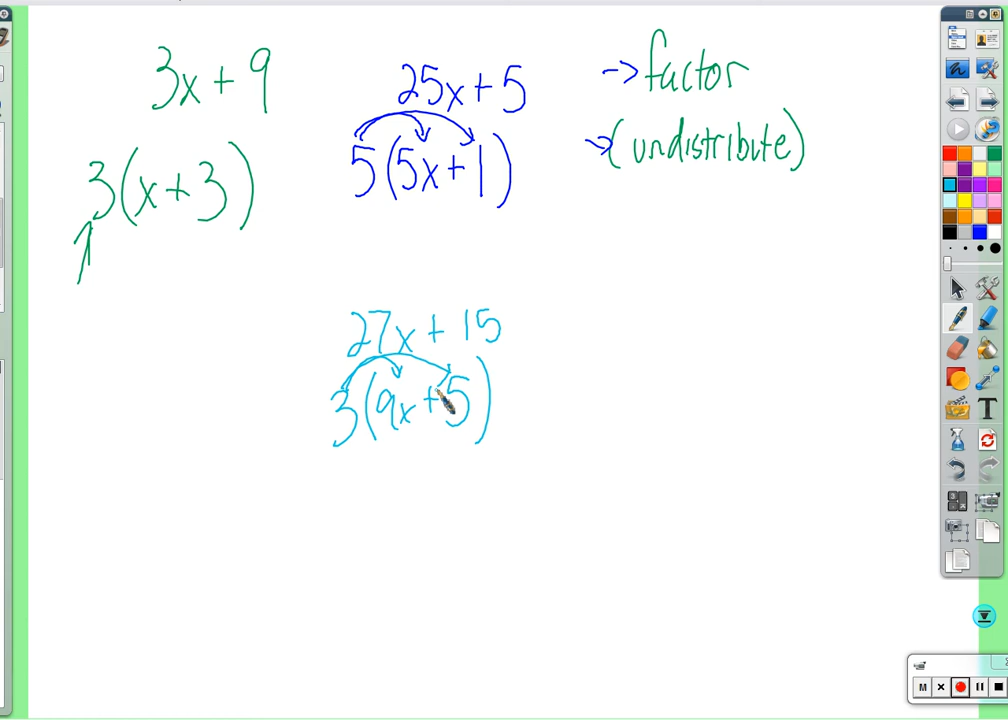 3x + 9
3(x + 3)
25x + 5
5(5x + 1)
→ factor
→ (undistribute)
27x + 15
3(9x + 5)
T
M